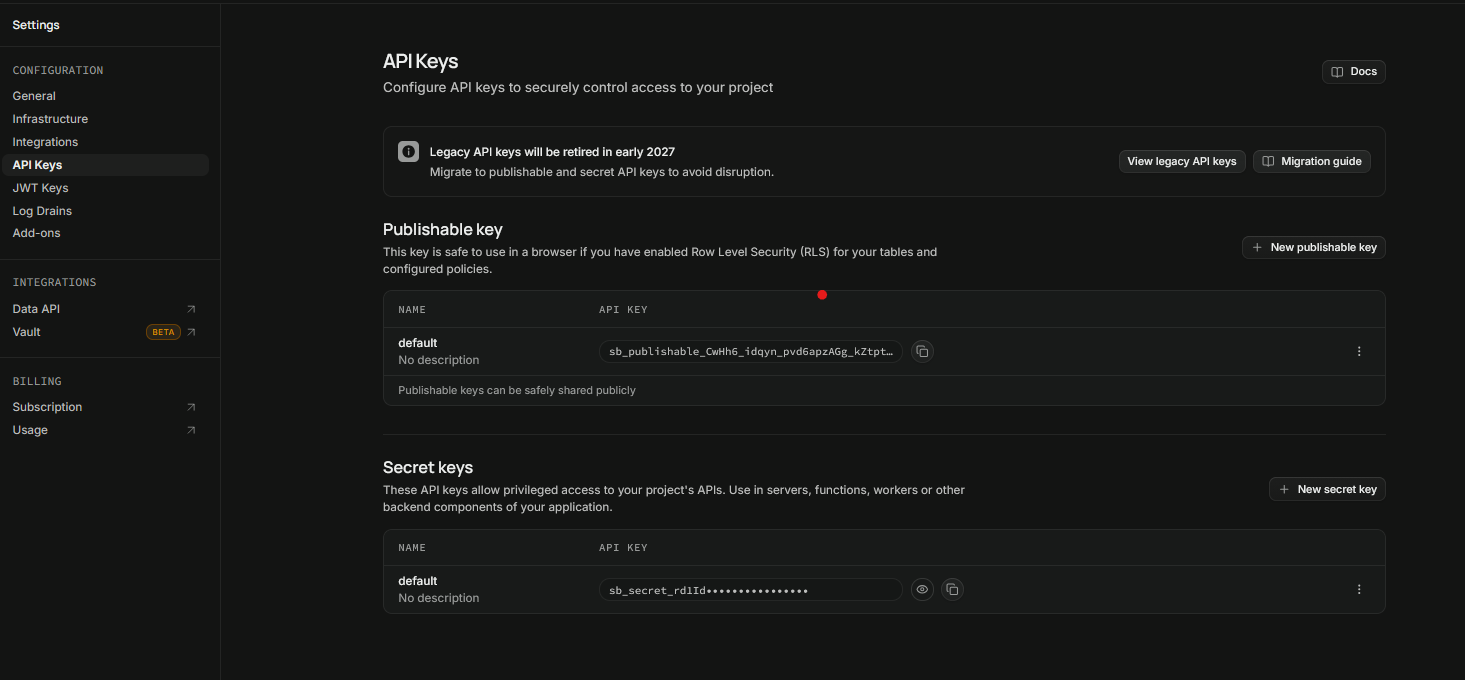 Settings
CONFIGURATION
General
Infrastructure
Integrations
API Keys
JWT Keys
Log Drains
Add-ons
INTEGRATIONS
Data API
Vault BETA
BILLING
Subscription
Usage
API Keys
Configure API keys to securely control access to your project
Docs
Legacy API keys will be retired in early 2027
Migrate to publishable and secret API keys to avoid disruption.
View legacy API keys
Migration guide
Publishable key
This key is safe to use in a browser if you have enabled Row Level Security (RLS) for your tables and
configured policies.
New publishable key
NAME API KEY
default
No description
sb_publishable_CwHh6_idqyn_pvd6apzAGg_kZtpt…
Publishable keys can be safely shared publicly
Secret keys
These API keys allow privileged access to your project's APIs. Use in servers, functions, workers or other
backend components of your application.
New secret key
NAME API KEY
default
No description
sb_secret_rd1Id••••••••••••••••